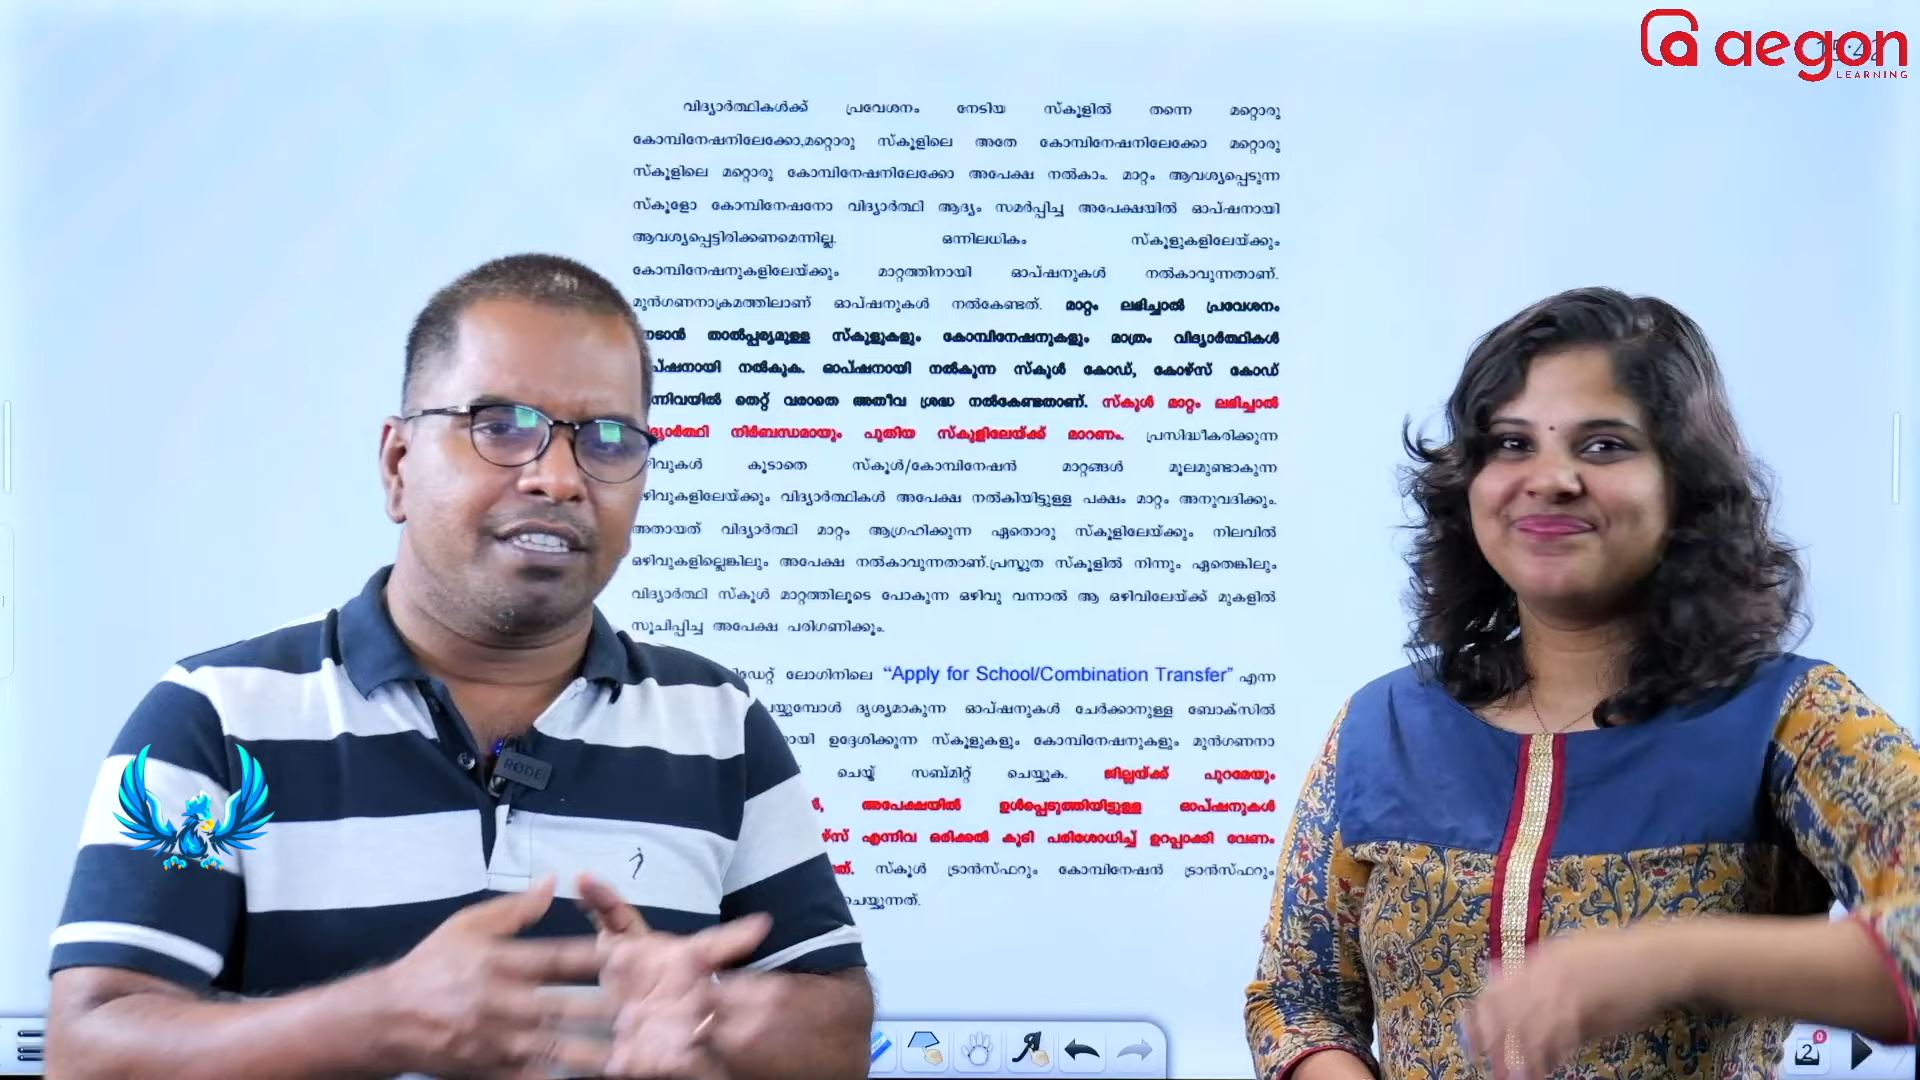 aegon
LEARNING
15:42
വിദ്യാർത്ഥികൾക്ക് പ്രവേശനം നേടിയ സ്കൂളിൽ തന്നെ മറ്റൊരു
കോമ്പിനേഷനിലേക്കോ,മറ്റൊരു സ്കൂളിലെ അതേ കോമ്പിനേഷനിലേക്കോ മറ്റൊരു
സ്കൂളിലെ മറ്റൊരു കോമ്പിനേഷനിലേക്കോ അപേക്ഷ നൽകാം. മാറ്റം ആവശ്യപ്പെടുന്ന
സ്കൂളോ കോമ്പിനേഷനോ വിദ്യാർത്ഥി ആദ്യം സമർപ്പിച്ച അപേക്ഷയിൽ ഓപ്ഷനായി
ആവശ്യപ്പെട്ടിരിക്കണമെന്നില്ല. ഒന്നിലധികം സ്കൂളുകളിലേയ്ക്കും
കോമ്പിനേഷനുകളിലേയ്ക്കും മാറ്റത്തിനായി ഓപ്ഷനുകൾ നൽകാവുന്നതാണ്.
മുൻഗണനാക്രമത്തിലാണ് ഓപ്ഷനുകൾ നൽകേണ്ടത്. മാറ്റം ലഭിച്ചാൽ പ്രവേശനം
താൽപ്പര്യമുള്ള സ്കൂളുകളും കോമ്പിനേഷനുകളും മാത്രം വിദ്യാർത്ഥികൾ
നൽകുക. ഓപ്ഷനായി നൽകുന്ന സ്കൂൾ കോഡ്, കോഴ്സ് കോഡ്
തെറ്റ് വരാതെ അതീവ ശ്രദ്ധ നൽകേണ്ടതാണ്. സ്കൂൾ മാറ്റം ലഭിച്ചാൽ
നിർബന്ധമായും പുതിയ സ്കൂളിലേയ്ക്ക് മാറണം. പ്രസിദ്ധീകരിക്കുന്ന
കൂടാതെ സ്കൂൾ/കോമ്പിനേഷൻ മാറ്റങ്ങൾ മൂലമുണ്ടാകുന്ന
വിദ്യാർത്ഥികൾ അപേക്ഷ നൽകിയിട്ടുള്ള പക്ഷം മാറ്റം അനുവദിക്കും.
അതായത് വിദ്യാർത്ഥി മാറ്റം ആഗ്രഹിക്കുന്ന ഏതൊരു സ്കൂളിലേയ്ക്കും നിലവിൽ
ഒഴിവുകളില്ലെങ്കിലും അപേക്ഷ നൽകാവുന്നതാണ്.പ്രസ്തുത സ്കൂളിൽ നിന്നും ഏതെങ്കിലും
വിദ്യാർത്ഥി സ്കൂൾ മാറ്റത്തിലൂടെ പോകുന്ന ഒഴിവു വന്നാൽ ആ ഒഴിവിലേയ്ക്ക് മുകളിൽ
സൂചിപ്പിച്ച അപേക്ഷ പരിഗണിക്കും.
ലോഗിനിലെ “Apply for School/Combination Transfer” എന്ന
ദൃശ്യമാകുന്ന ഓപ്ഷനുകൾ ചേർക്കാനുള്ള ബോക്സിൽ
ഉദ്ദേശിക്കുന്ന സ്കൂളുകളും കോമ്പിനേഷനുകളും മുൻഗണനാ
ചെയ്ത് സബ്മിറ്റ് ചെയ്യുക. ജില്ലയ്ക്ക് പുറമേയും
അപേക്ഷയിൽ ഉൾപ്പെടുത്തിയിട്ടുള്ള ഓപ്ഷനുകൾ
എന്നിവ ഒരിക്കൽ കൂടി പരിശോധിച്ച് ഉറപ്പാക്കി വേണം
സ്കൂൾ ട്രാൻസ്ഫറും കോമ്പിനേഷൻ ട്രാൻസ്ഫറും
RØDE
2
0